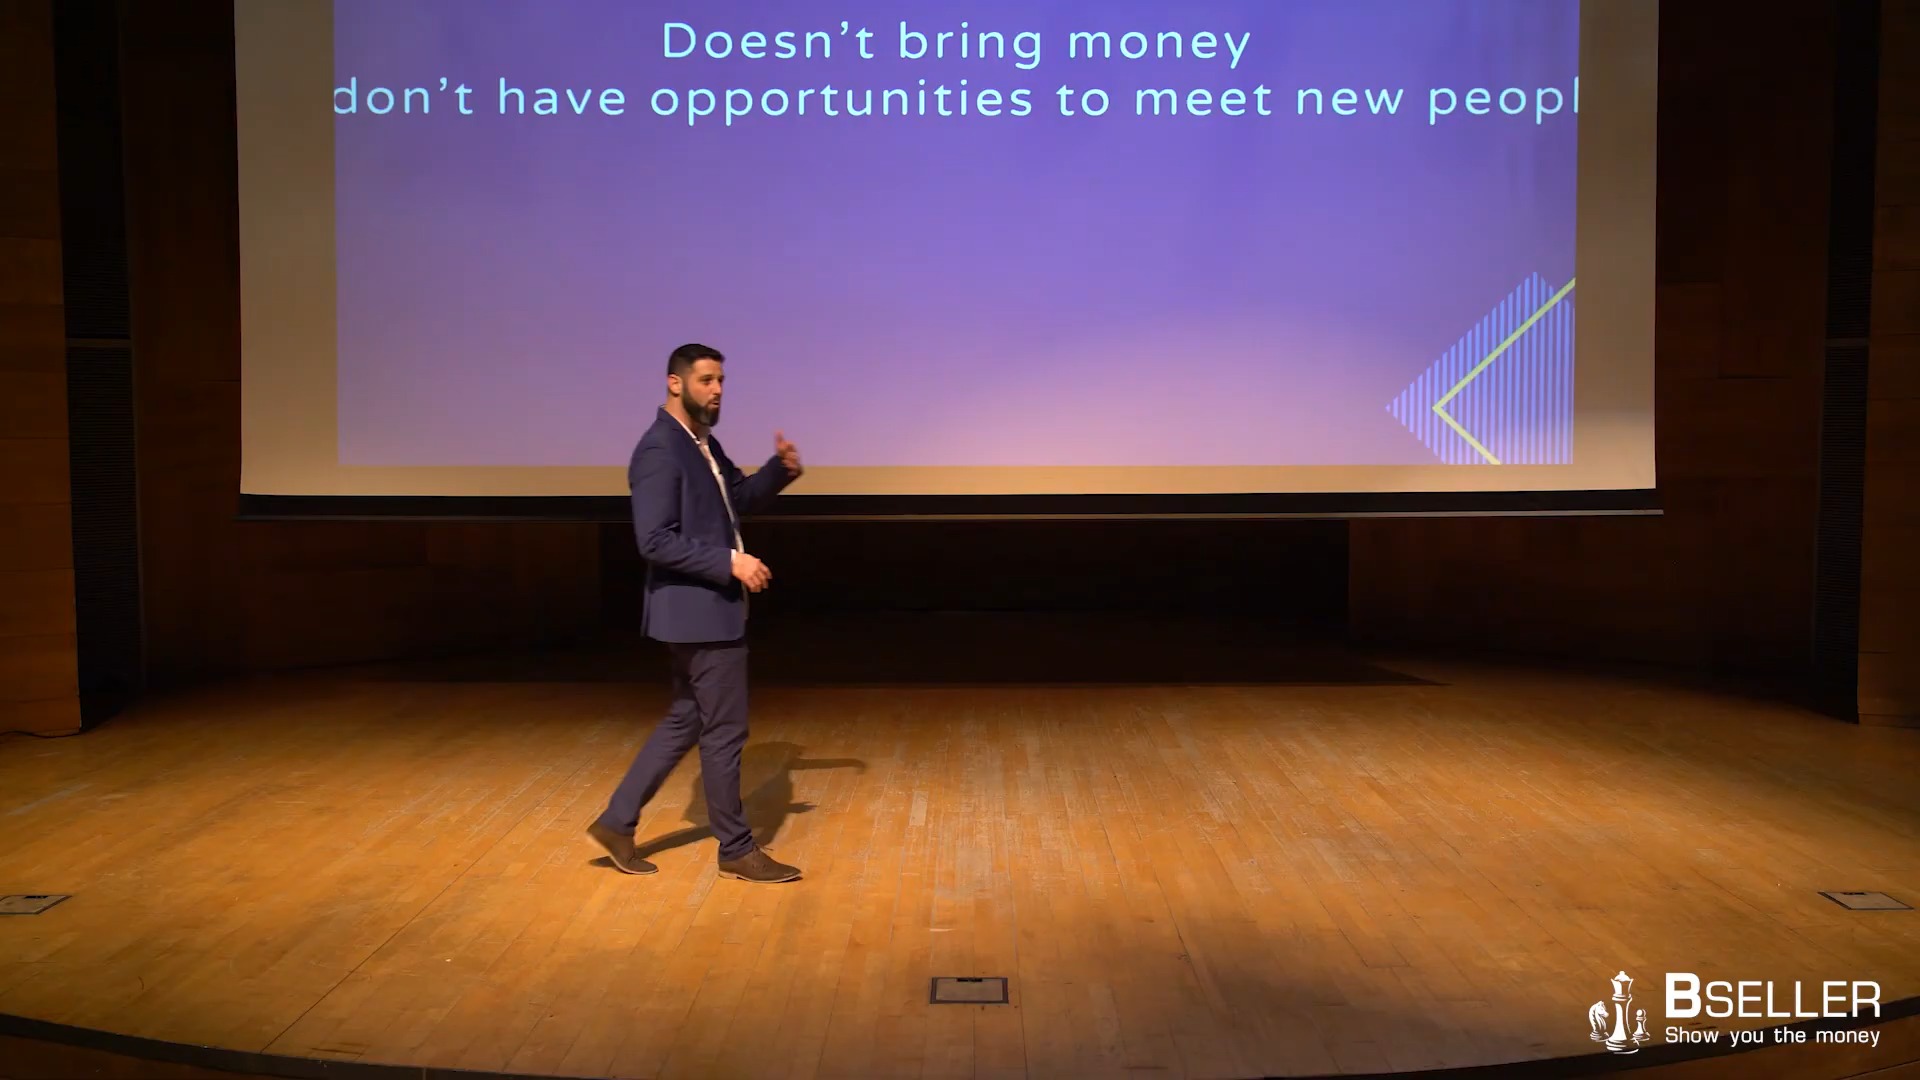 Doesn't bring money
don't have opportunities to meet new peopl
BSELLER
Show you the money